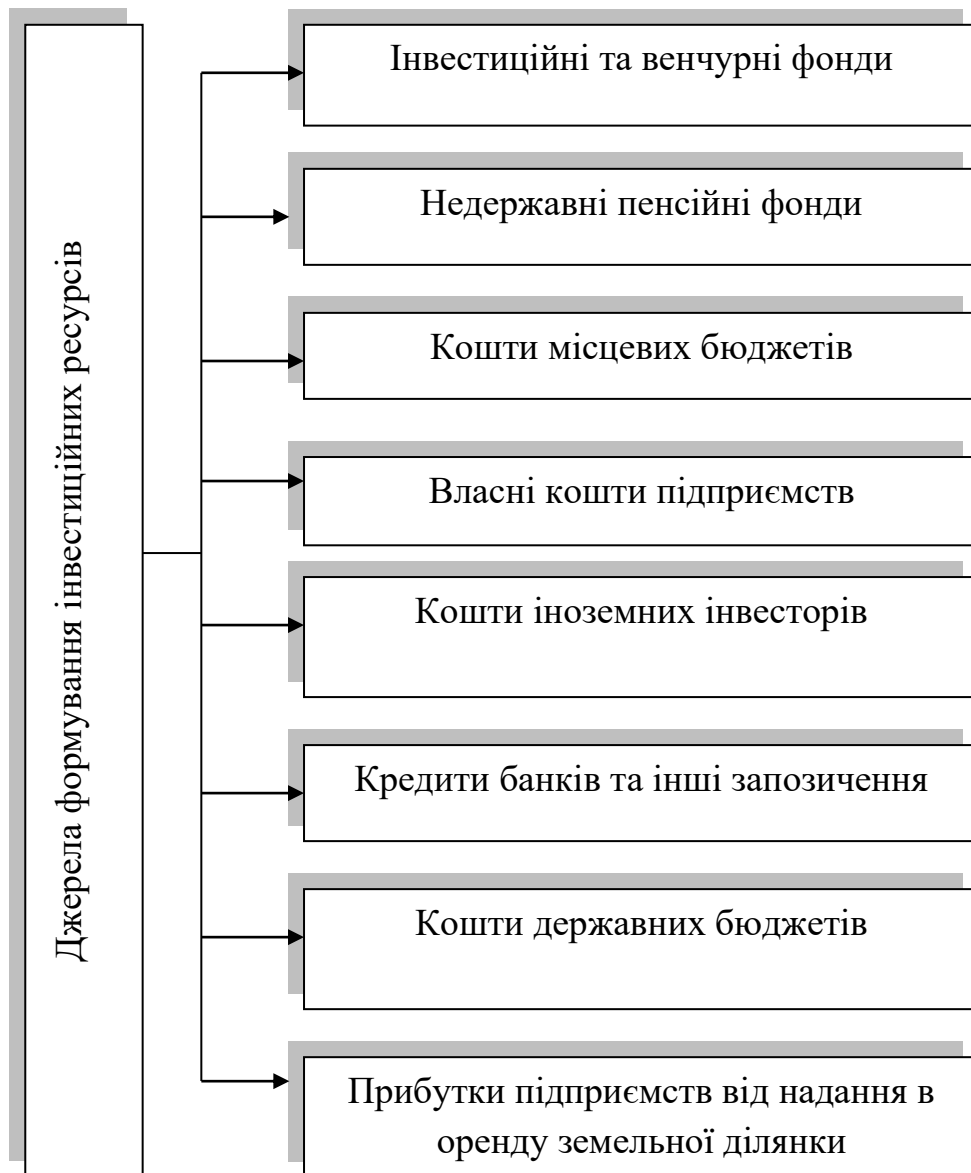 Джерела формування інвестиційних ресурсів
Інвестиційні та венчурні фонди
Недержавні пенсійні фонди
Кошти місцевих бюджетів
Власні кошти підприємств
Кошти іноземних інвесторів
Кредити банків та інші запозичення
Кошти державних бюджетів
Прибутки підприємств від надання в
оренду земельної ділянки